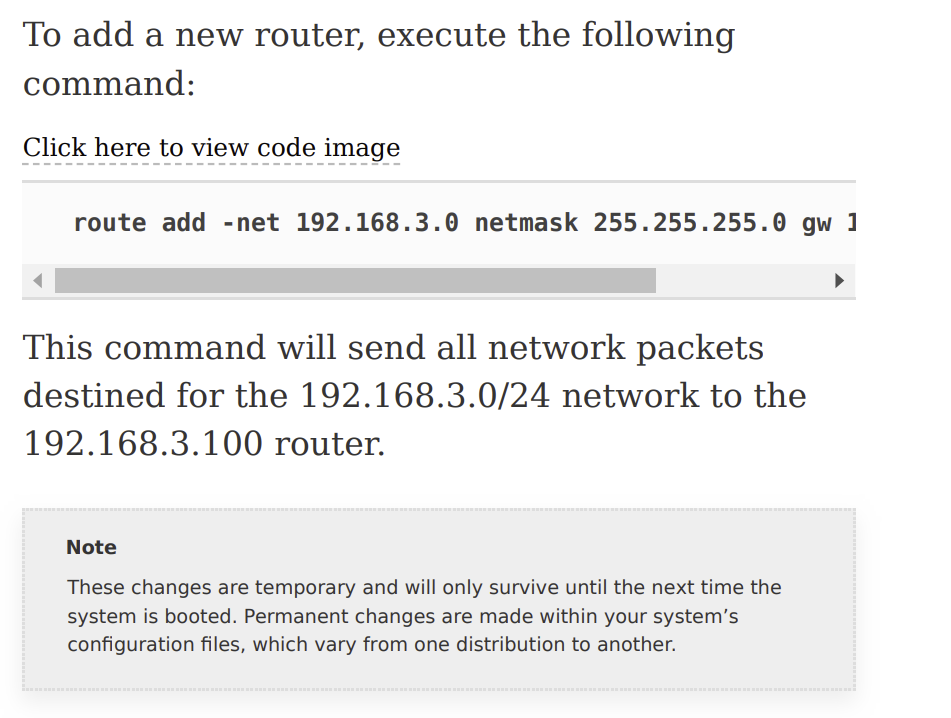 To add a new router, execute the following
command:
Click here to view code image
route add -net 192.168.3.0 netmask 255.255.255.0 gw 1
This command will send all network packets
destined for the 192.168.3.0/24 network to the
192.168.3.100 router.
Note
These changes are temporary and will only survive until the next time the
system is booted. Permanent changes are made within your system’s
configuration files, which vary from one distribution to another.